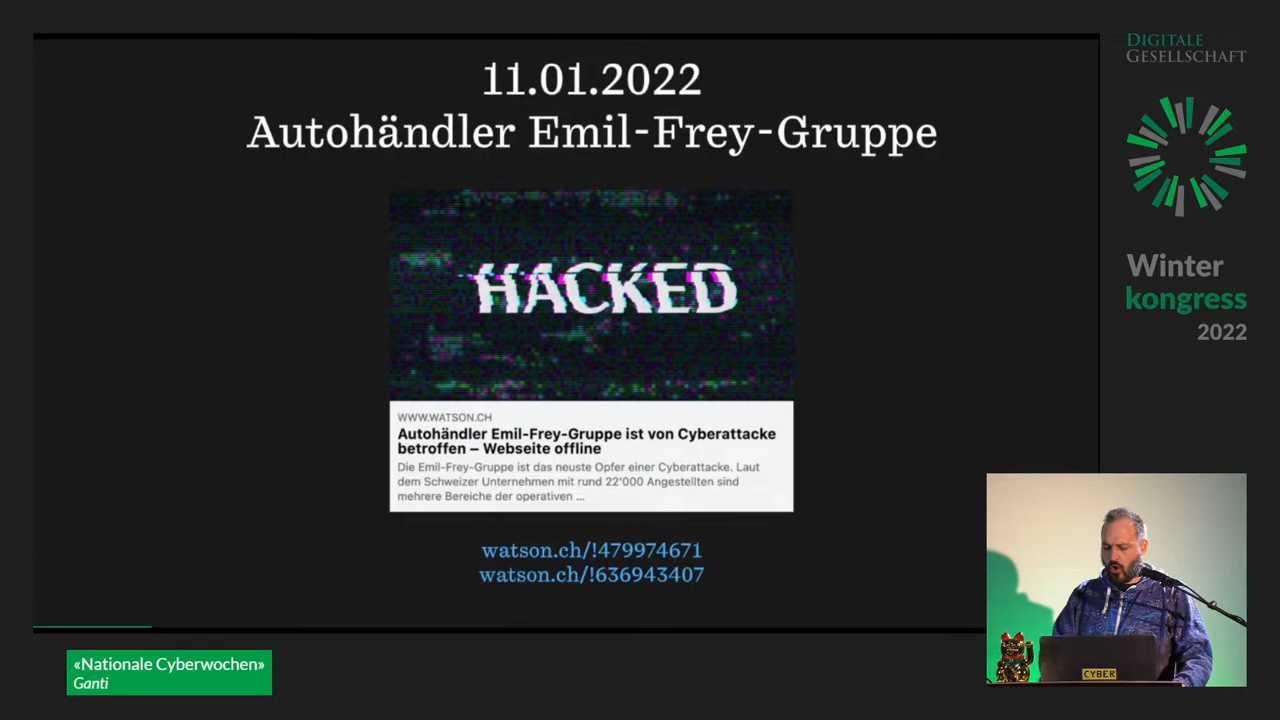 11.01.2022
Autohändler Emil-Frey-Gruppe
HACKED
WWW.WATSON.CH
Autohändler Emil-Frey-Gruppe ist von Cyberattacke
betroffen – Webseite offline
Die Emil-Frey-Gruppe ist das neuste Opfer einer Cyberattacke. Laut
dem Schweizer Unternehmen mit rund 22'000 Angestellten sind
mehrere Bereiche der operativen ...
watson.ch/!479974671
watson.ch/!636943407
DIGITALE
GESELLSCHAFT
Winter
kongress
2022
CYBER
«Nationale Cyberwochen»
Ganti